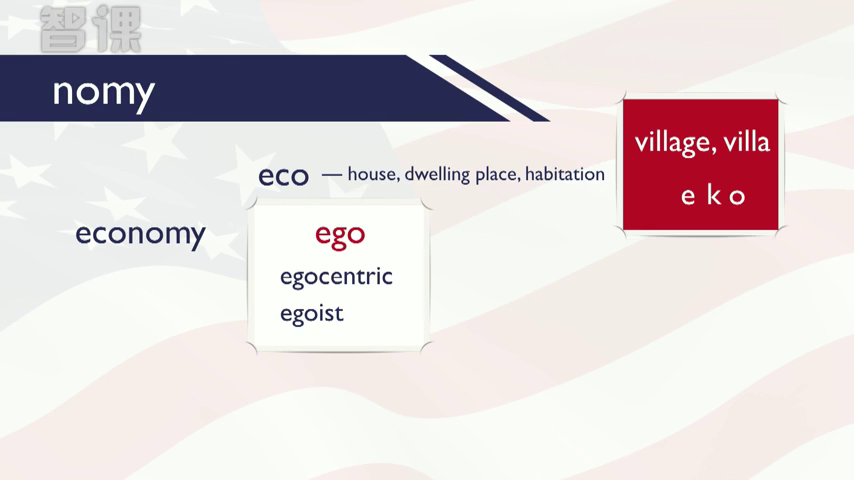 智课
nomy
village, villa
e k o
eco — house, dwelling place, habitation
economy
ego
egocentric
egoist